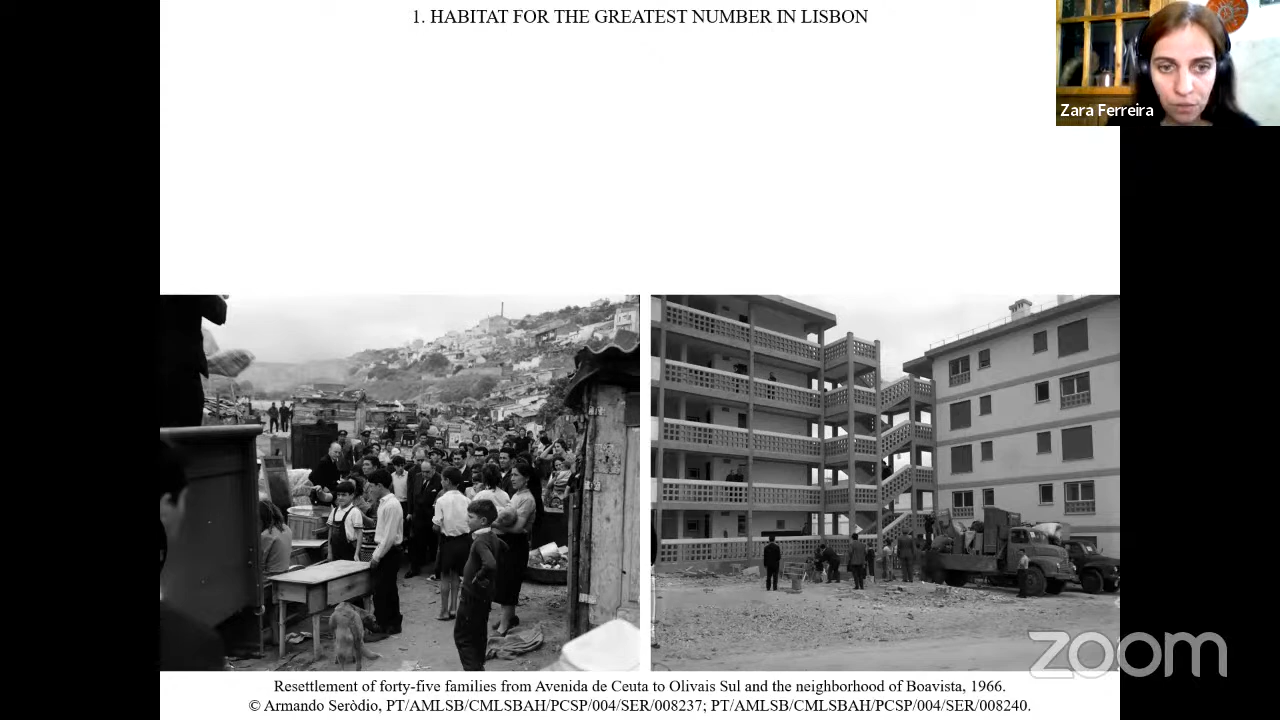 1. HABITAT FOR THE GREATEST NUMBER IN LISBON
Zara Ferreira
zoom
Resettlement of forty-five families from Avenida de Ceuta to Olivais Sul and the neighborhood of Boavista, 1966.
© Armando Seròdio, PT/AMLSB/CMLSBAH/PCSP/004/SER/008237; PT/AMLSB/CMLSBAH/PCSP/004/SER/008240.